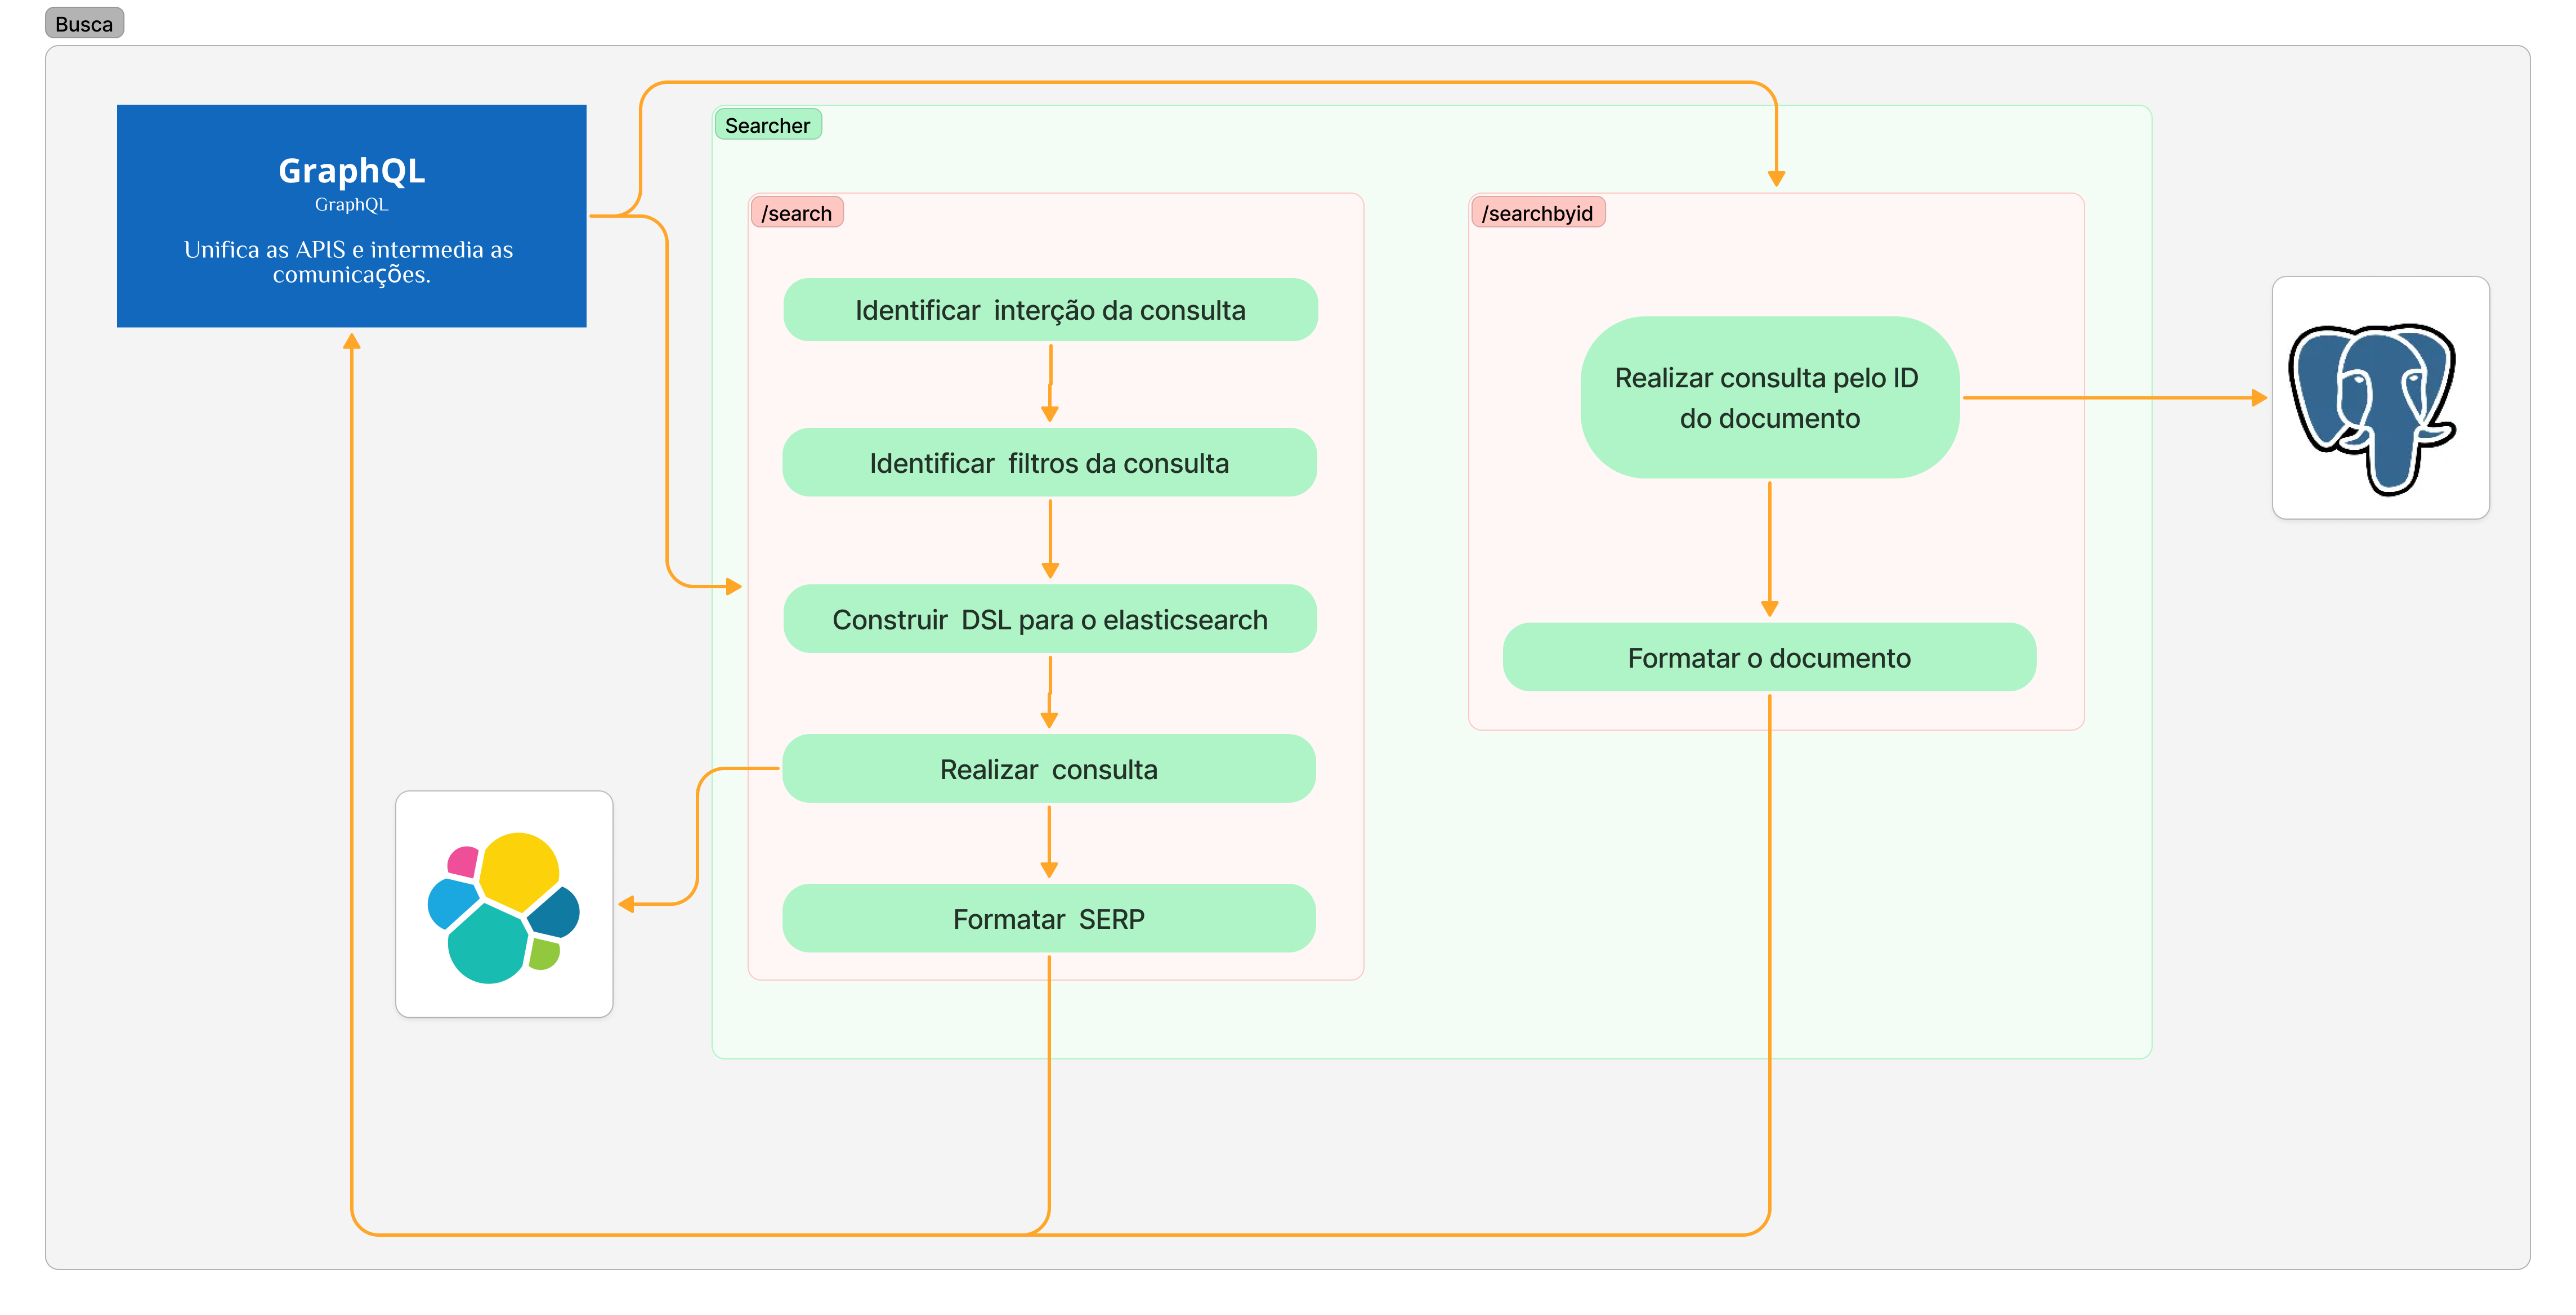 Busca
GraphQL
GraphQL
Unifica as APIS e intermedia as
comunicações.
Searcher
/search
Identificar interção da consulta
Identificar filtros da consulta
Construir DSL para o elasticsearch
Realizar consulta
Formatar SERP
/searchbyid
Realizar consulta pelo ID
do documento
Formatar o documento